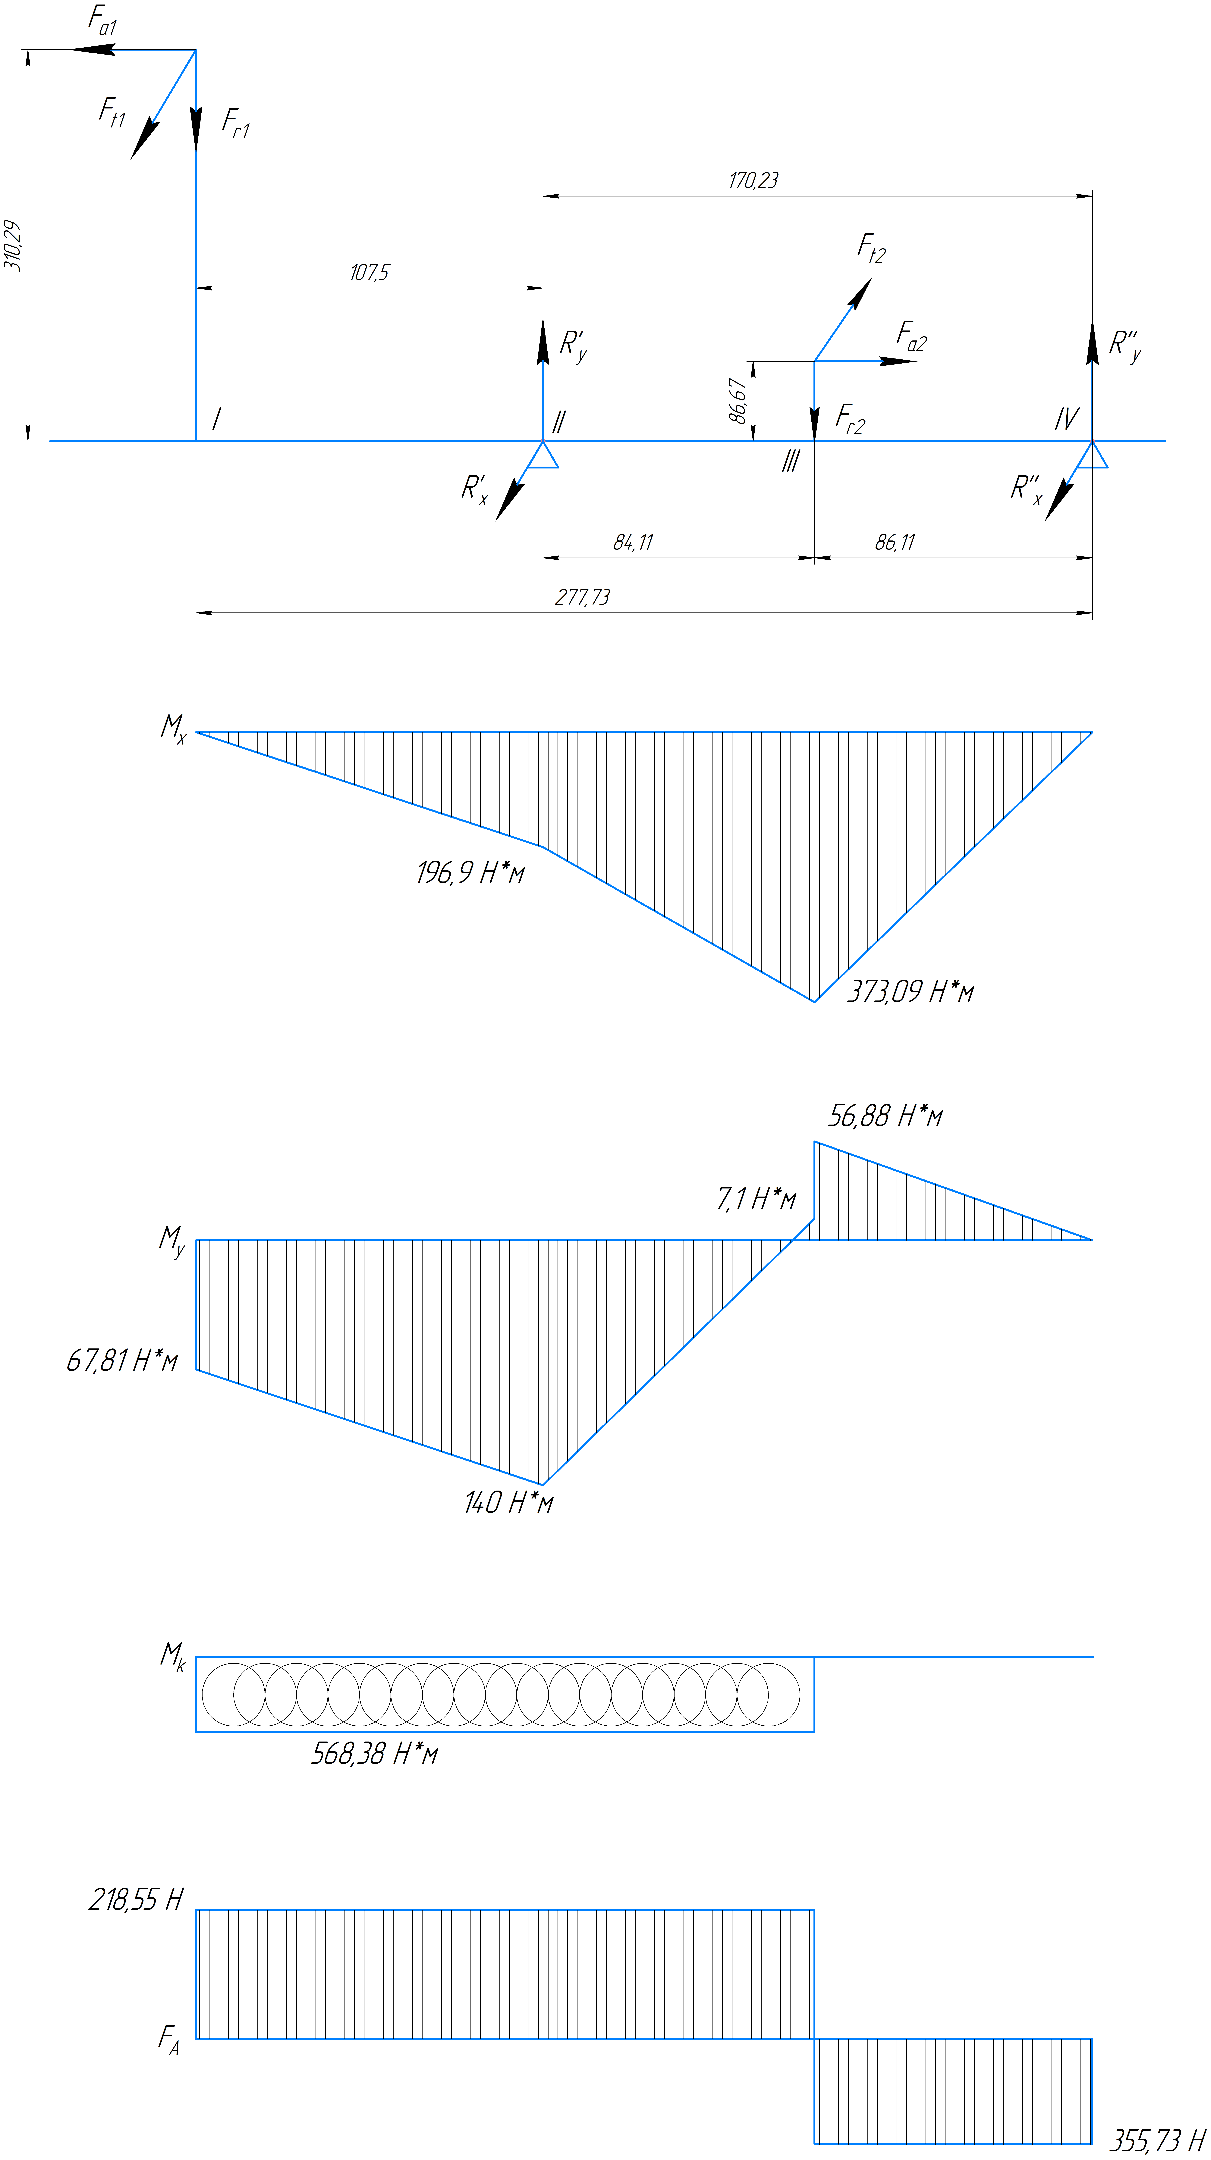 Fa1
Ft1
Fr1
310,29
107,5
170,23
Ft2
Fa2
86,67
Fr2
R'y
R"y
I
II
III
IV
R'x
R"x
84,11
86,11
277,73
Mx
196,9 Н*м
373,09 Н*м
56,88 Н*м
7,1 Н*м
My
67,81 Н*м
140 Н*м
Mk
568,38 Н*м
218,55 Н
FA
355,73 Н